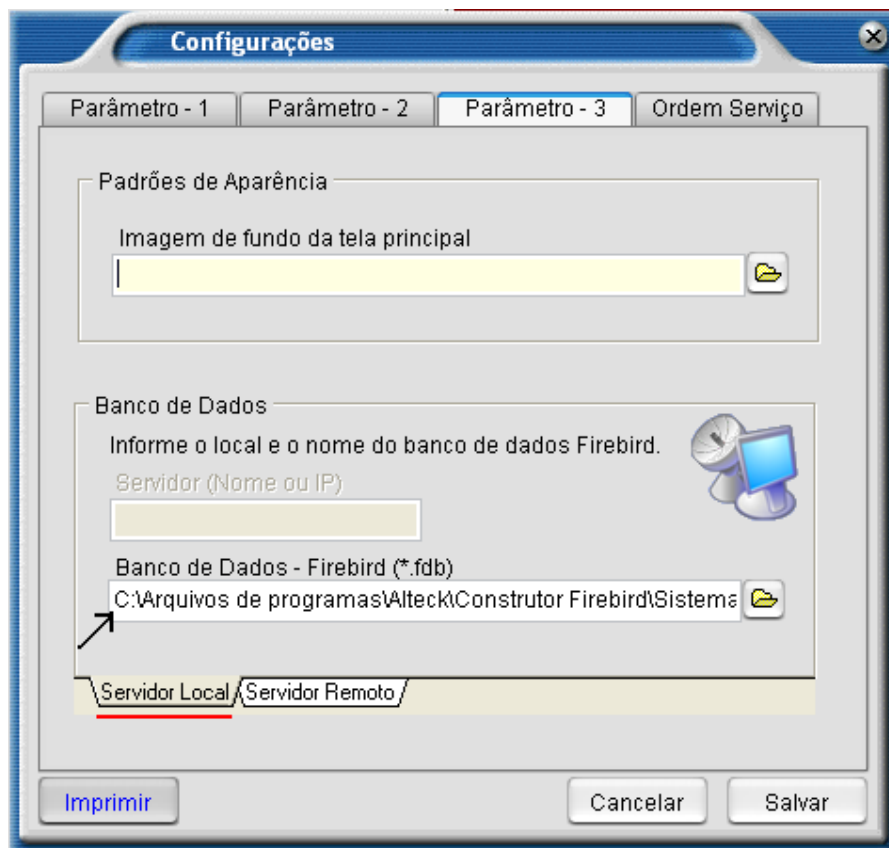 Configurações
Parâmetro - 1 Parâmetro - 2 Parâmetro - 3 Ordem Serviço
Padrões de Aparência
Imagem de fundo da tela principal
Banco de Dados
Informe o local e o nome do banco de dados Firebird.
Servidor (Nome ou IP)
Banco de Dados - Firebird (*.fdb)
C:\Arquivos de programas\Alteck\Construtor Firebird\Sistema
Servidor Local Servidor Remoto
Imprimir Cancelar Salvar